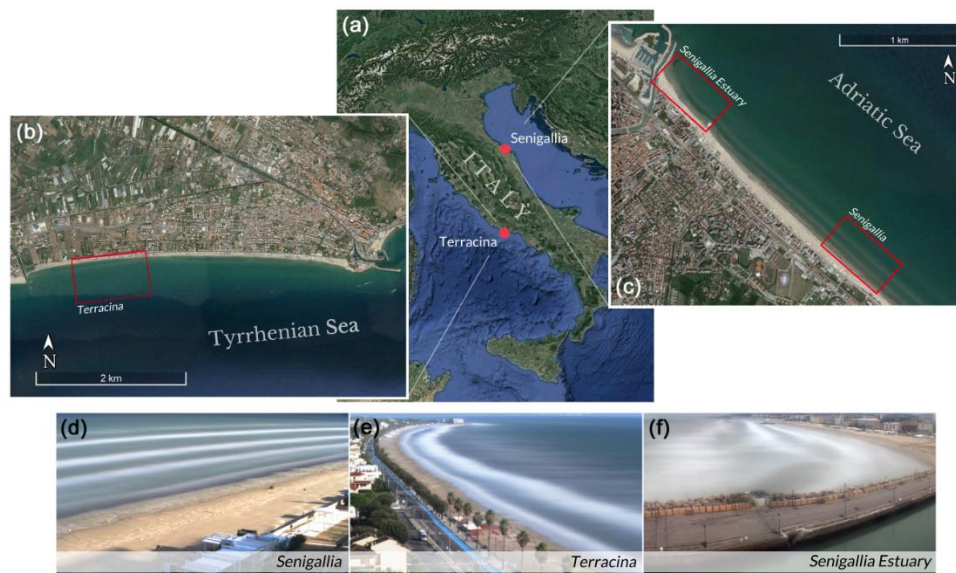 (a)
Senigallia
ITALY
Terracina
(b)
Terracina
Tyrrhenian Sea
N
2 km
1 km
N
Senigallia Estuary
Adriatic Sea
Senigallia
(c)
(d)
Senigallia
(e)
Terracina
(f)
Senigallia Estuary